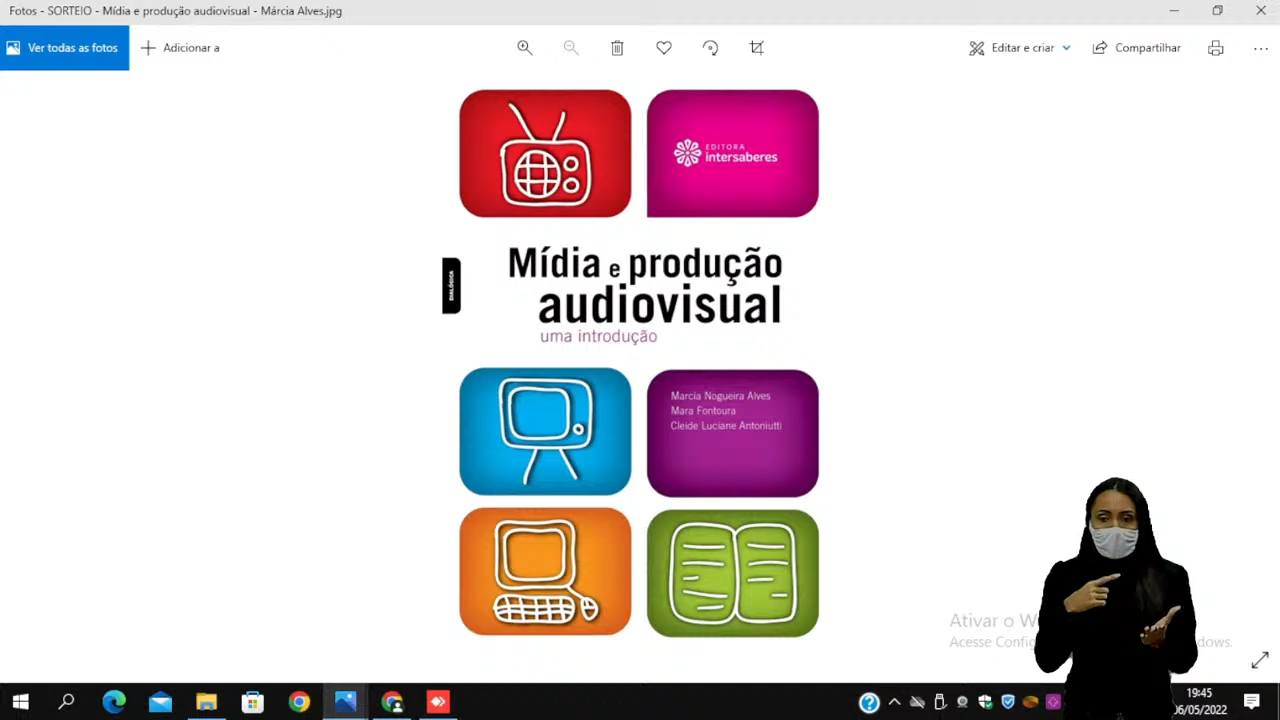 Fotos - SORTEIO - Mídia e produção audiovisual - Márcia Alves.jpg
Ver todas as fotos
Adicionar a
Editar e criar
Compartilhar
EDITORA
intersaberes
DIALÓGICA
Mídia e produção
audiovisual
uma introdução
Marcia Nogueira Alves
Mara Fontoura
Cleide Luciane Antoniutti
Ativar o W
Acesse Config
dows.
19:45
06/05/2022